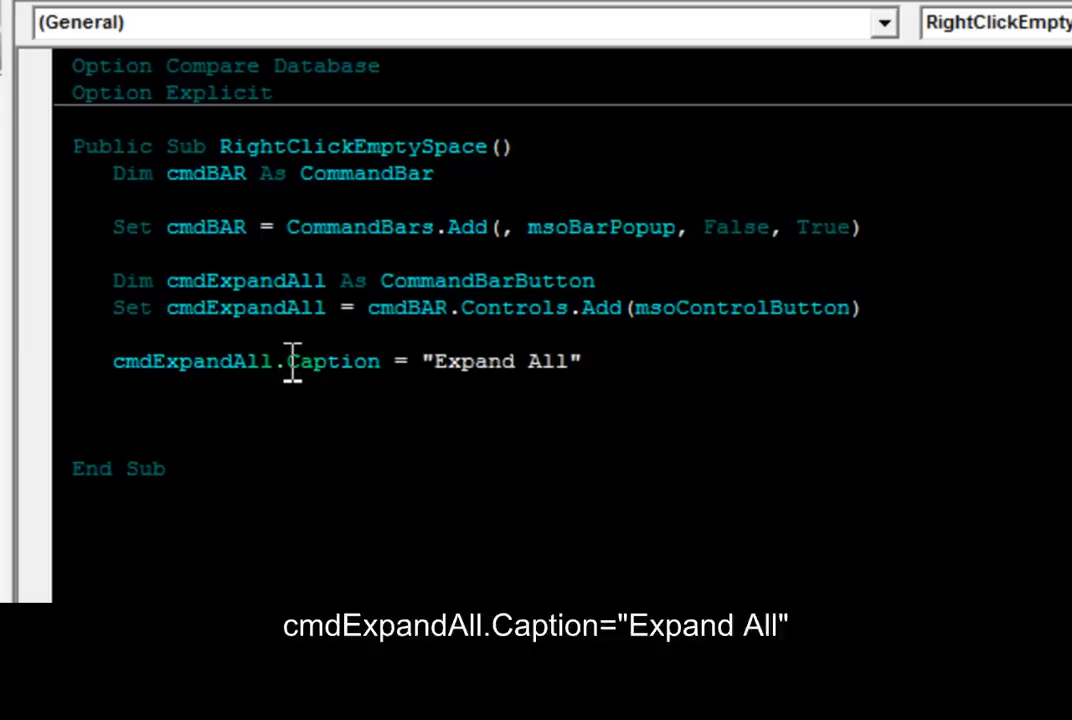 (General)
RightClickEmpty
Option Compare Database
Option Explicit
Public Sub RightClickEmptySpace()
Dim cmdBAR As CommandBar
Set cmdBAR = CommandBars.Add(, msoBarPopup, False, True)
Dim cmdExpandAll As CommandBarButton
Set cmdExpandAll = cmdBAR.Controls.Add(msoControlButton)
cmdExpandAll.Caption = "Expand All"
End Sub
cmdExpandAll.Caption="Expand All"